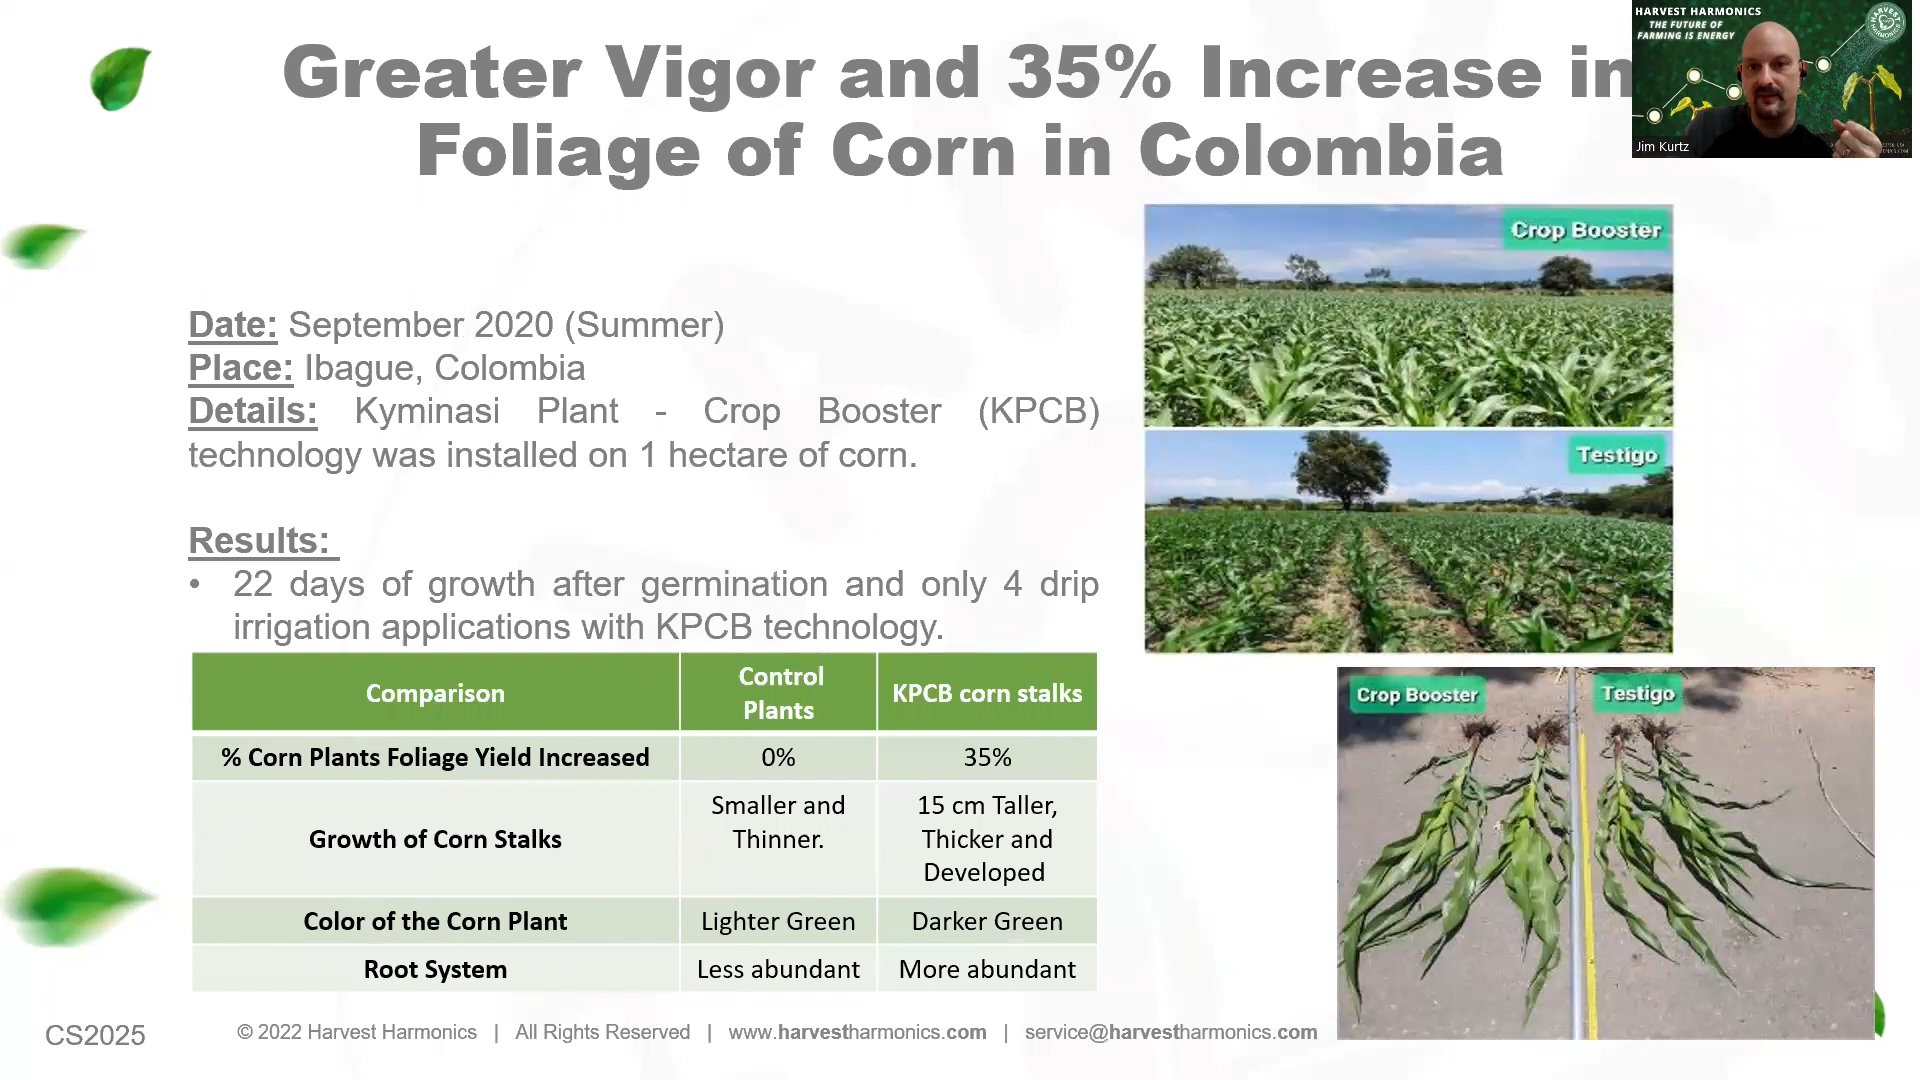 Greater Vigor and 35% Increase in
Foliage of Corn in Colombia
HARVEST HARMONICS
THE FUTURE OF
FARMING IS ENERGY
Jim Kurtz
Date: September 2020 (Summer)
Place: Ibague, Colombia
Details: Kyminasi Plant - Crop Booster (KPCB)
technology was installed on 1 hectare of corn.
Results:
• 22 days of growth after germination and only 4 drip
irrigation applications with KPCB technology.
Comparison
Control
Plants
KPCB corn stalks
% Corn Plants Foliage Yield Increased
0%
35%
Growth of Corn Stalks
Smaller and
Thinner.
15 cm Taller,
Thicker and
Developed
Color of the Corn Plant
Lighter Green
Darker Green
Root System
Less abundant
More abundant
Crop Booster
Testigo
Crop Booster
Testigo
CS2025
© 2022 Harvest Harmonics | All Rights Reserved | www.harvestharmonics.com | service@harvestharmonics.com